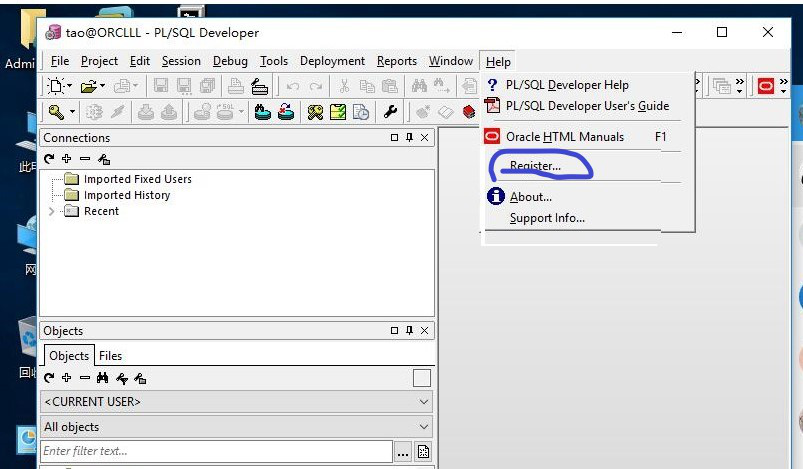 Admi
tao@ORCLLL - PL/SQL Developer
File Project Edit Session Debug Tools Deployment Reports Window Help
PL/SQL Developer Help
PL/SQL Developer User's Guide
Oracle HTML Manuals F1
Register...
About...
Support Info...
Connections
Imported Fixed Users
Imported History
Recent
此
网
回收
Objects
Objects Files
<CURRENT USER>
All objects
Enter filter text...